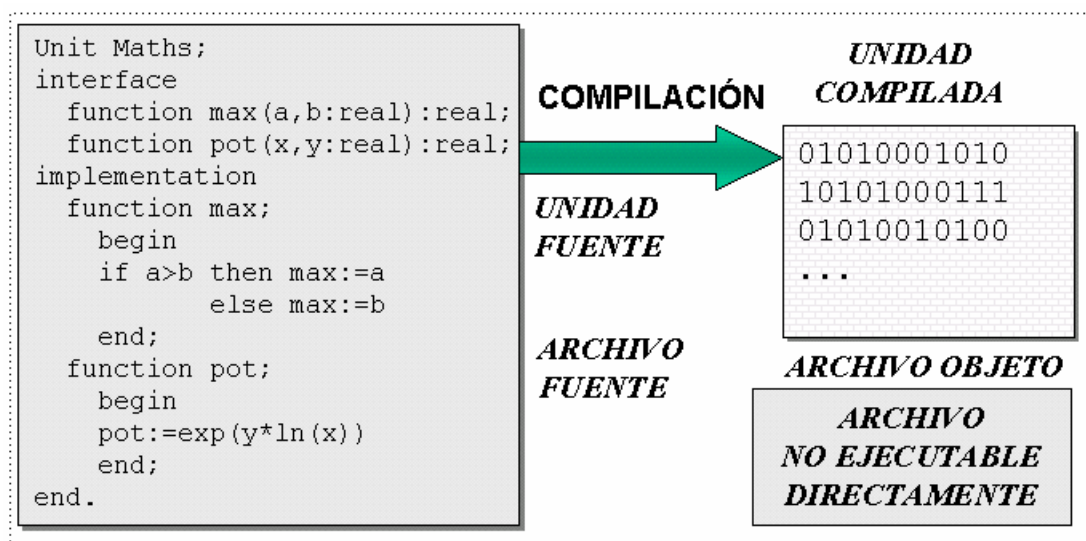 Unit Maths;
interface
function max(a,b:real):real;
function pot(x,y:real):real;
implementation
function max;
begin
if a>b then max:=a
else max:=b
end;
function pot;
begin
pot:=exp(y*ln(x))
end;
end.
COMPILACIÓN
UNIDAD
FUENTE
ARCHIVO
FUENTE
UNIDAD
COMPILADA
01010001010
10101000111
01010010100
...
ARCHIVO OBJETO
ARCHIVO
NO EJECUTABLE
DIRECTAMENTE